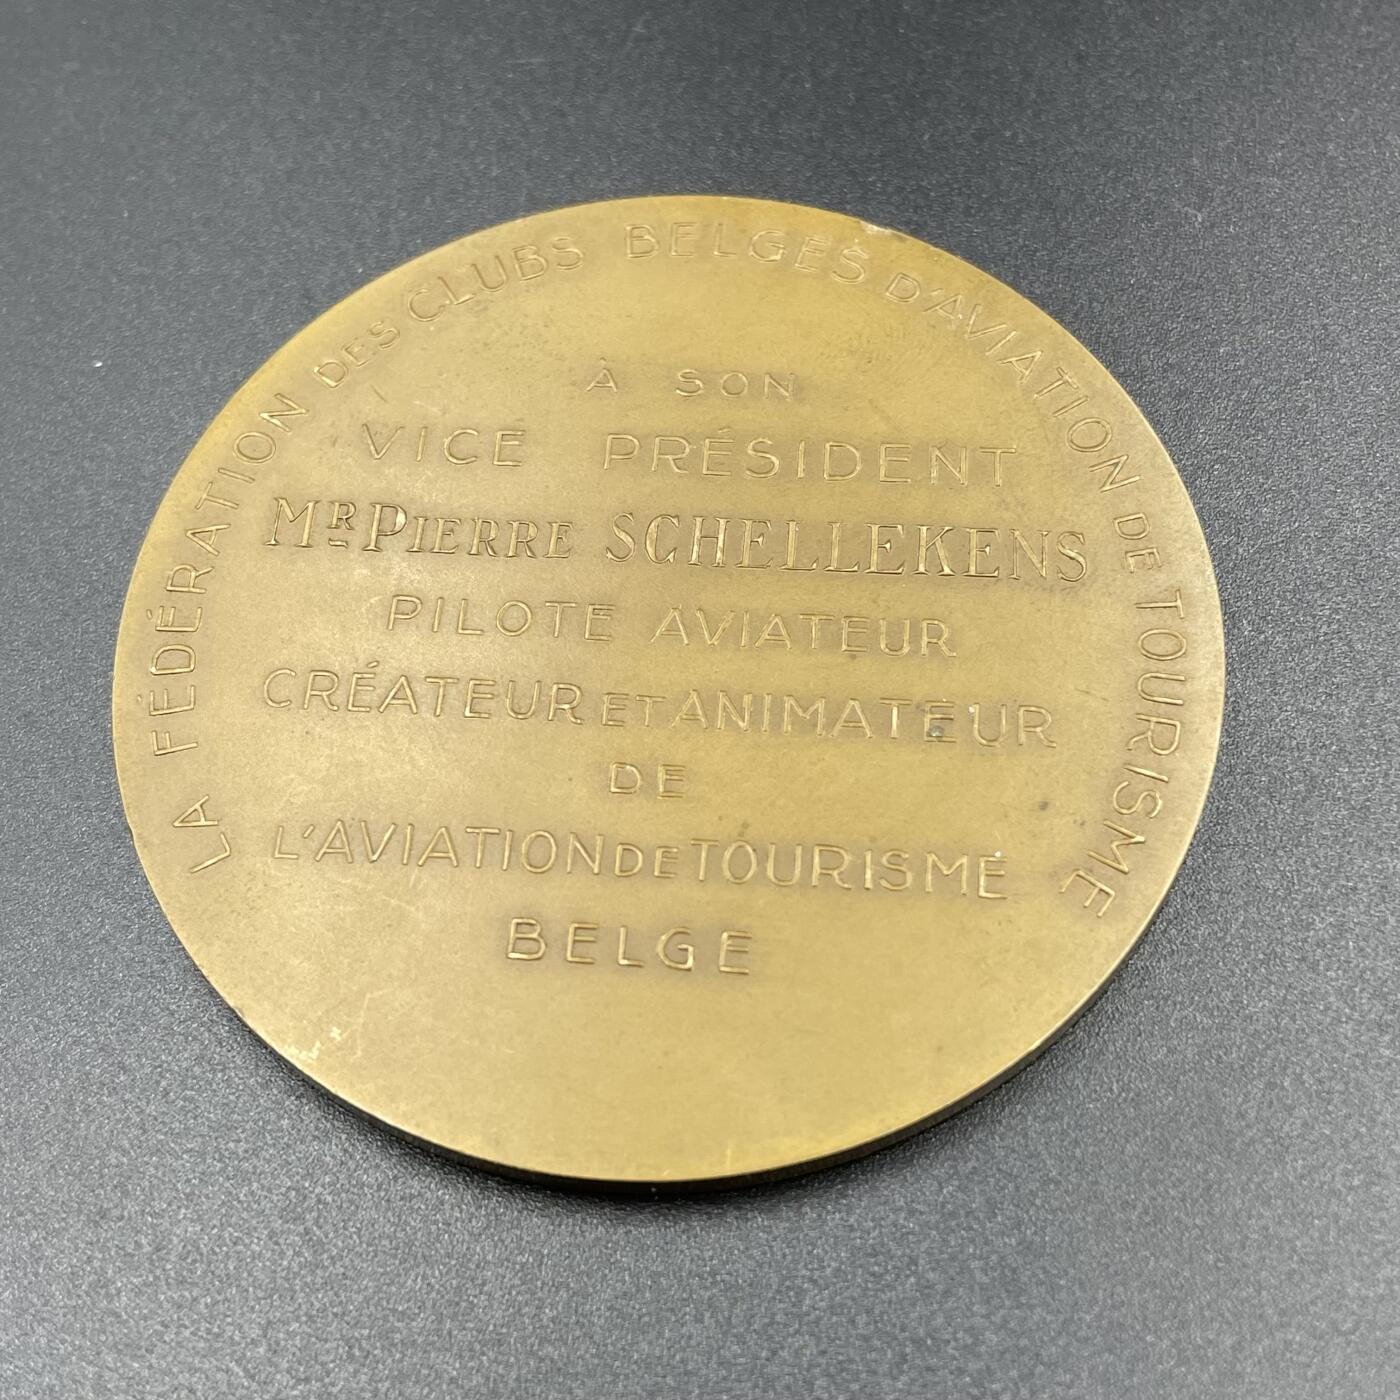 LA FÉDÉRATION DES CLUBS BELGES D'AVIATION DE TOURISME
À SON
VICE PRÉSIDENT
MR PIERRE SCHELLEKENS
PILOTE AVIATEUR
CRÉATEUR ET ANIMATEUR
DE
L'AVIATION DE TOURISME
BELGE